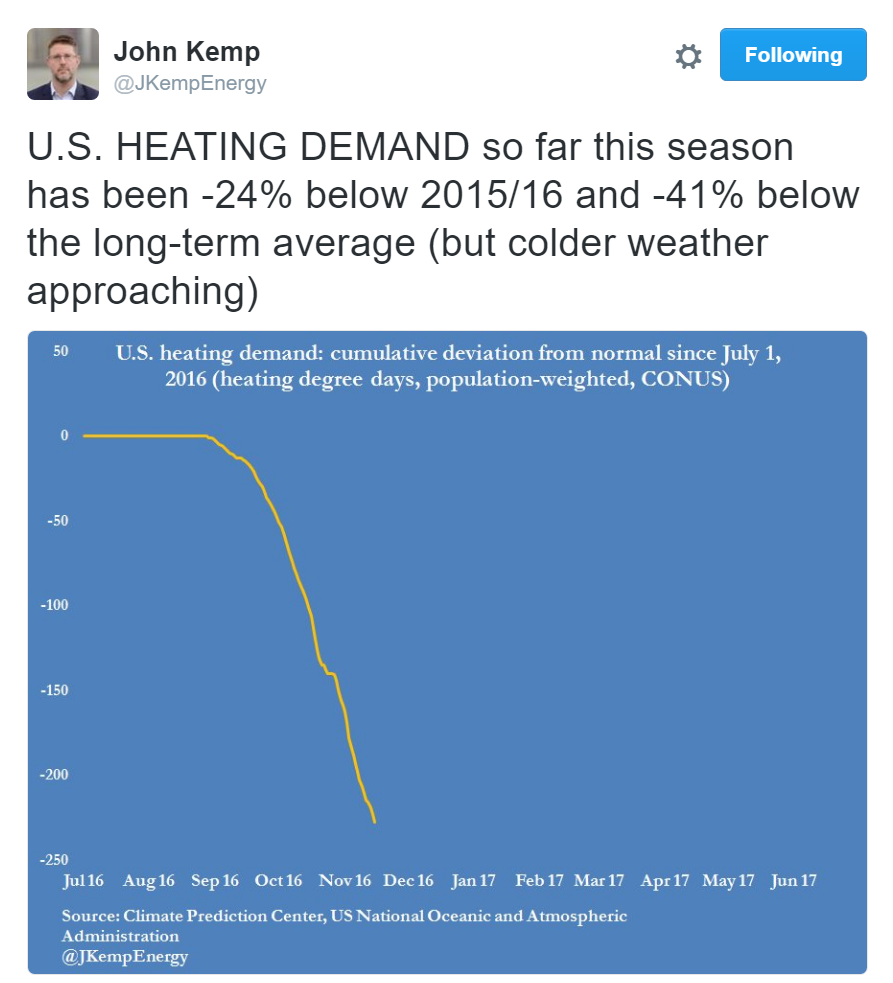 John Kemp
@JKempEnergy
Following
U.S. HEATING DEMAND so far this season
has been -24% below 2015/16 and -41% below
the long-term average (but colder weather
approaching)
U.S. heating demand: cumulative deviation from normal since July 1,
2016 (heating degree days, population-weighted, CONUS)
50
0
-50
-100
-150
-200
-250
Jul 16 Aug 16 Sep 16 Oct 16 Nov 16 Dec 16 Jan 17 Feb 17 Mar 17 Apr 17 May 17 Jun 17
Source: Climate Prediction Center, US National Oceanic and Atmospheric
Administration
@JKempEnergy